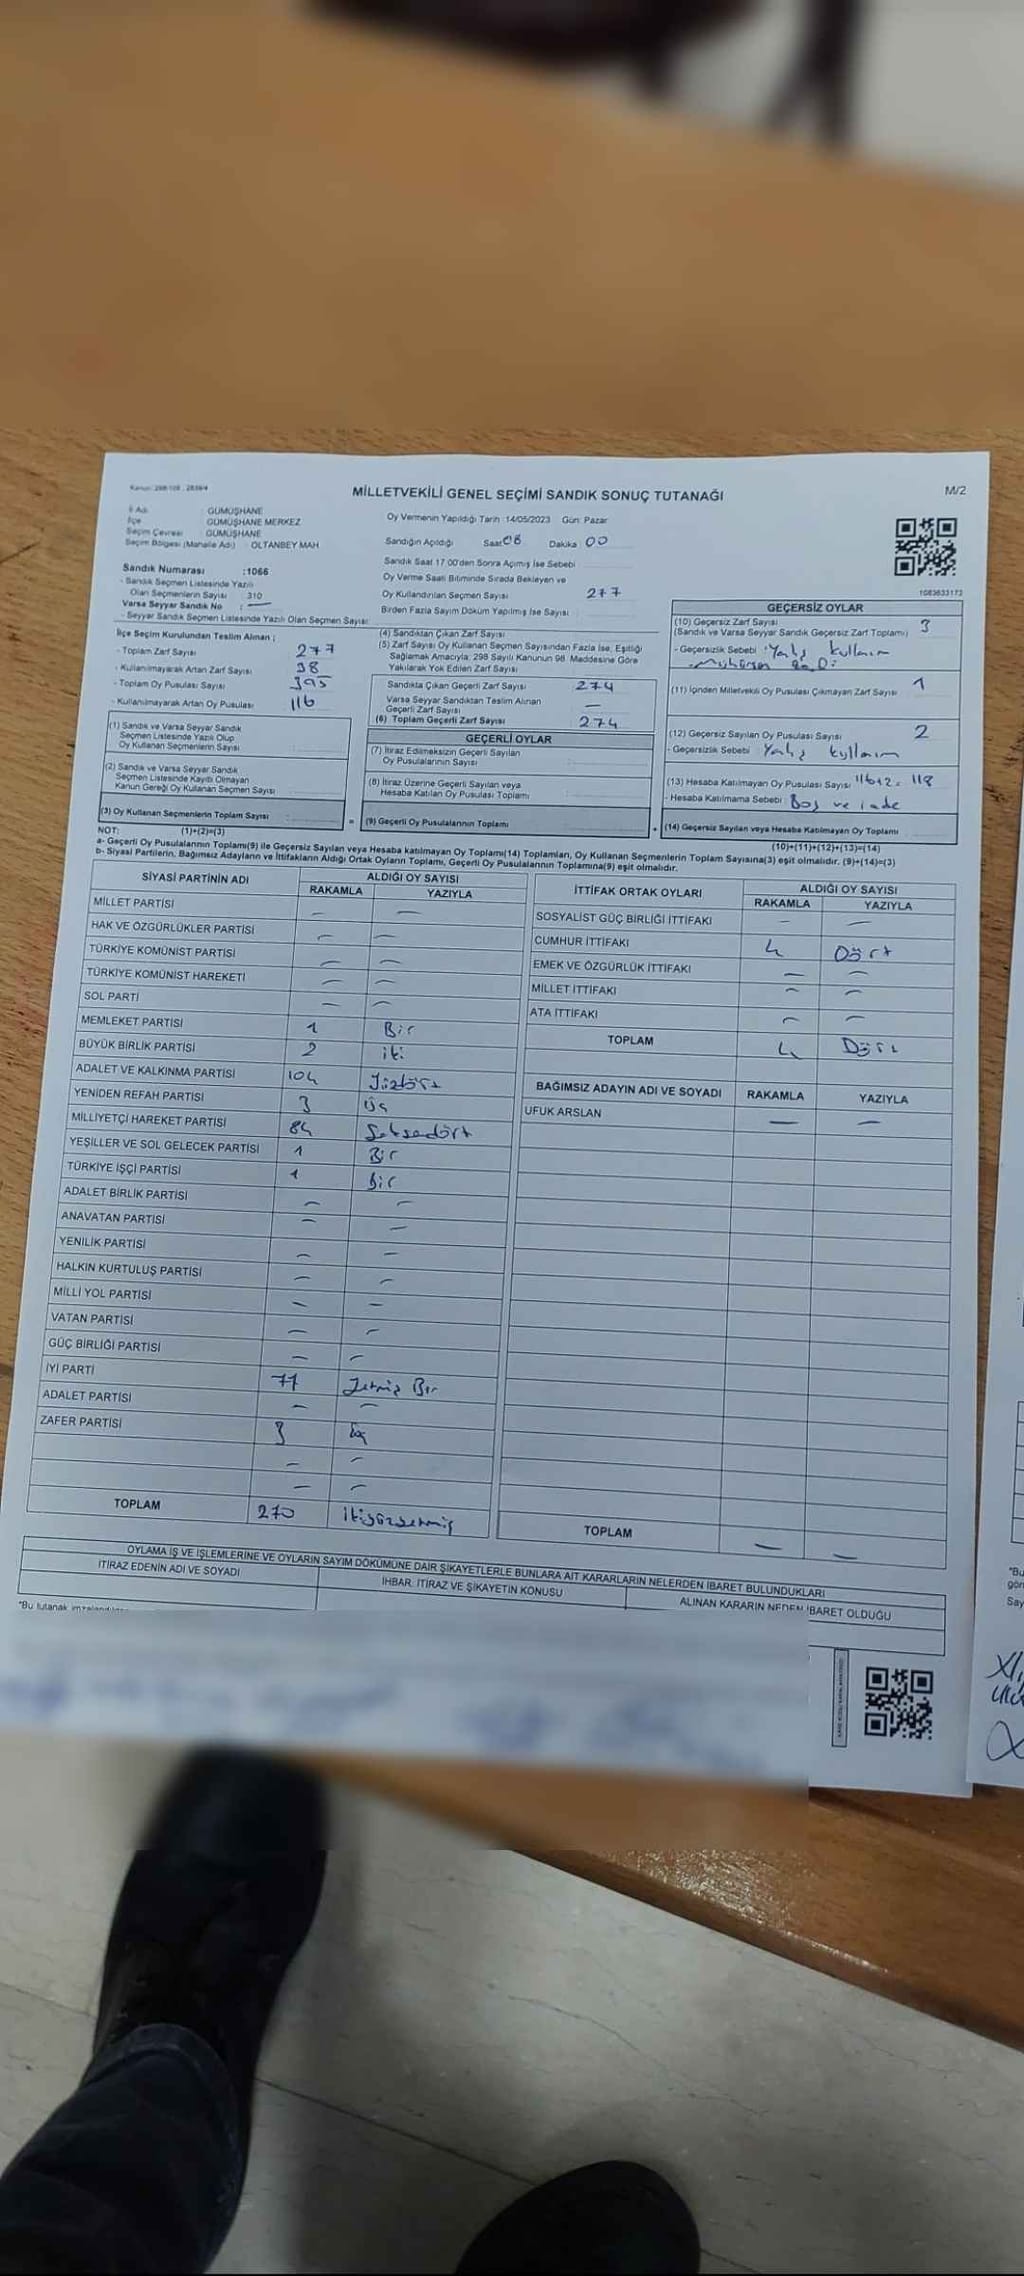 Kanun: 298/105 , 2839/4
MİLLETVEKİLİ GENEL SEÇİMİ SANDIK SONUÇ TUTANAĞI
M/2
İl Adı : GÜMÜŞHANE
İlçe : GÜMÜŞHANE MERKEZ
Seçim Çevresi : GÜMÜŞHANE
Seçim Bölgesi (Mahalle Adı) : OLTANBEY MAH
Oy Vermenin Yapıldığı Tarih :14/05/2023 Gün: Pazar
Sandığın Açıldığı Saat 08 Dakika 00
Sandık Saat 17:00'den Sonra Açımış İse Sebebi
Oy Verme Saati Bitiminde Sırada Bekleyen ve
Oy Kullandırılan Seçmen Sayısı 277
Birden Fazla Sayım Döküm Yapılmış İse Sayısı
1083633173
Sandık Numarası :1066
- Sandık Seçmen Listesinde Yazılı
Olan Seçmenlerin Sayısı : 310
Varsa Seyyar Sandık No : —
- Seyyar Sandık Seçmen Listesinde Yazılı Olan Seçmen Sayısı:
İlçe Seçim Kurulundan Teslim Alınan ;
- Toplam Zarf Sayısı 277
- Kullanılmayarak Artan Zarf Sayısı 38
- Toplam Oy Pusulası Sayısı 395
- Kullanılmayarak Artan Oy Pusulası 116
(1) Sandık ve Varsa Seyyar Sandık
Seçmen Listesinde Yazılı Olup
Oy Kullanan Seçmenlerin Sayısı
(2) Sandık ve Varsa Seyyar Sandık
Seçmen Listesinde Kayıtlı Olmayan
Kanun Gereği Oy Kullanan Seçmen Sayısı
(3) Oy Kullanan Seçmenlerin Toplam Sayısı
(1)+(2)=(3)
(4) Sandıktan Çıkan Zarf Sayısı
(5) Zarf Sayısı Oy Kullanan Seçmen Sayısından Fazla İse, Eşitliği
Sağlamak Amacıyla, 298 Sayılı Kanunun 98. Maddesine Göre
Yakılarak Yok Edilen Zarf Sayısı
Sandıkta Çıkan Geçerli Zarf Sayısı 274
Varsa Seyyar Sandıktan Teslim Alınan
Geçerli Zarf Sayısı —
(6) Toplam Geçerli Zarf Sayısı 274
GEÇERLİ OYLAR
(7) İtiraz Edilmeksizin Geçerli Sayılan
Oy Pusulalarının Sayısı
(8) İtiraz Üzerine Geçerli Sayılan veya
Hesaba Katılan Oy Pusulası Toplamı
= (9) Geçerli Oy Pusulalarının Toplamı
GEÇERSİZ OYLAR
(10) Geçersiz Zarf Sayısı 3
(Sandık ve Varsa Seyyar Sandık Geçersiz Zarf Toplamı)
- Geçersizlik Sebebi : Yanlış kullanım
(11) İçinden Milletvekili Oy Pusulası Çıkmayan Zarf Sayısı 1
(12) Geçersiz Sayılan Oy Pusulası Sayısı 2
- Geçersizlik Sebebi Yanlış kullanım
(13) Hesaba Katılmayan Oy Pusulası Sayısı 116+2= 118
- Hesaba Katılmama Sebebi Boş ve iade
+ (14) Geçersiz Sayılan veya Hesaba Katılmayan Oy Toplamı
(10)+(11)+(12)+(13)=(14)
NOT:
a- Geçerli Oy Pusulalarının Toplamı(9) ile Geçersiz Sayılan veya Hesaba katılmayan Oy Toplamı(14) Toplamları, Oy Kullanan Seçmenlerin Toplam Sayısına(3) eşit olmalıdır. (9)+(14)=(3)
b- Siyasi Partilerin, Bağımsız Adayların ve İttifakların Aldığı Ortak Oyların Toplamı, Geçerli Oy Pusulalarının Toplamına(9) eşit olmalıdır.
SİYASİ PARTİNİN ADI ALDIĞI OY SAYISI
RAKAMLA YAZIYLA
MİLLET PARTİSİ — —
HAK VE ÖZGÜRLÜKLER PARTİSİ — —
TÜRKİYE KOMÜNİST PARTİSİ — —
TÜRKİYE KOMÜNİST HAREKETİ — —
SOL PARTİ — —
MEMLEKET PARTİSİ 1 Bir
BÜYÜK BİRLİK PARTİSİ 2 iki
ADALET VE KALKINMA PARTİSİ 104 Yüzdört
YENİDEN REFAH PARTİSİ 3 Üç
MİLLİYETÇİ HAREKET PARTİSİ 84 Seksendört
YEŞİLLER VE SOL GELECEK PARTİSİ 1 Bir
TÜRKİYE İŞÇİ PARTİSİ 1 Bir
ADALET BİRLİK PARTİSİ — —
ANAVATAN PARTİSİ — —
YENİLİK PARTİSİ — —
HALKIN KURTULUŞ PARTİSİ — —
MİLLİ YOL PARTİSİ — —
VATAN PARTİSİ — —
GÜÇ BİRLİĞİ PARTİSİ — —
İYİ PARTİ 71 Yetmiş Bir
ADALET PARTİSİ — —
ZAFER PARTİSİ 3 Üç
— —
— —
TOPLAM 270 ikiyüzyetmiş
İTTİFAK ORTAK OYLARI ALDIĞI OY SAYISI
RAKAMLA YAZIYLA
SOSYALİST GÜÇ BİRLİĞİ İTTİFAKI — —
CUMHUR İTTİFAKI 4 Dört
EMEK VE ÖZGÜRLÜK İTTİFAKI — —
MİLLET İTTİFAKI — —
ATA İTTİFAKI — —
TOPLAM 4 Dört
BAĞIMSIZ ADAYIN ADI VE SOYADI RAKAMLA YAZIYLA
UFUK ARSLAN — —
TOPLAM — —
OYLAMA İŞ VE İŞLEMLERİNE VE OYLARIN SAYIM DÖKÜMÜNE DAİR ŞİKAYETLERLE BUNLARA AİT KARARLARIN NELERDEN İBARET BULUNDUKLARI
İTİRAZ EDENİN ADI VE SOYADI İHBAR, İTİRAZ VE ŞİKAYETİN KONUSU ALINAN KARARIN NEDEN İBARET OLDUĞU
*Bu tutanak
*Bu
Say